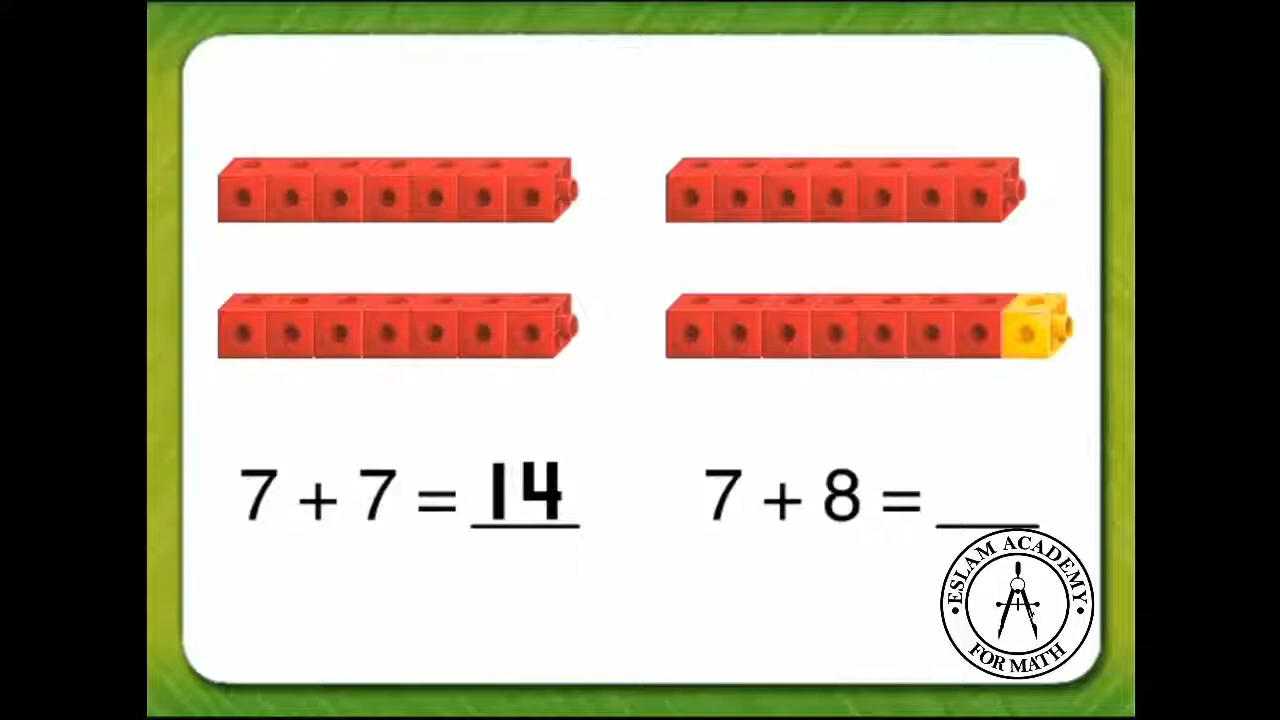 7 + 7 = 14
7 + 8 = ___
ESLAM ACADEMY
FOR MATH